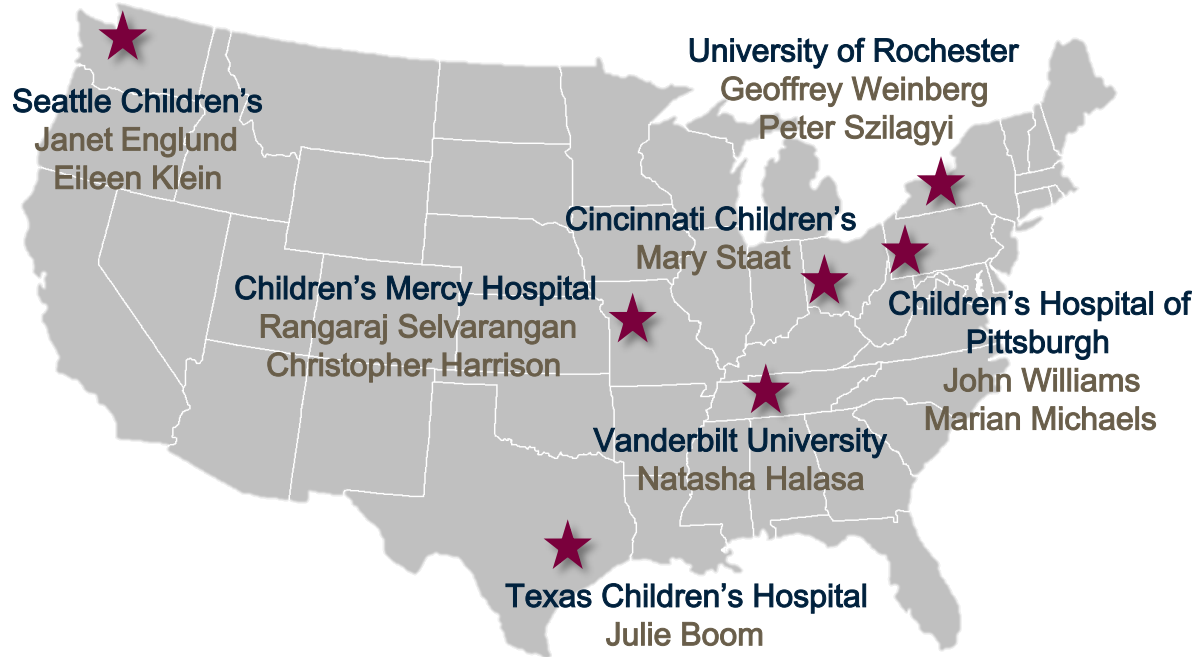 University of Rochester
Geoffrey Weinberg
Peter Szilagyi
Seattle Children’s
Janet Englund
Eileen Klein
Cincinnati Children’s
Mary Staat
Children’s Mercy Hospital
Rangaraj Selvarangan
Christopher Harrison
Children’s Hospital of
Pittsburgh
John Williams
Marian Michaels
Vanderbilt University
Natasha Halasa
Texas Children’s Hospital
Julie Boom